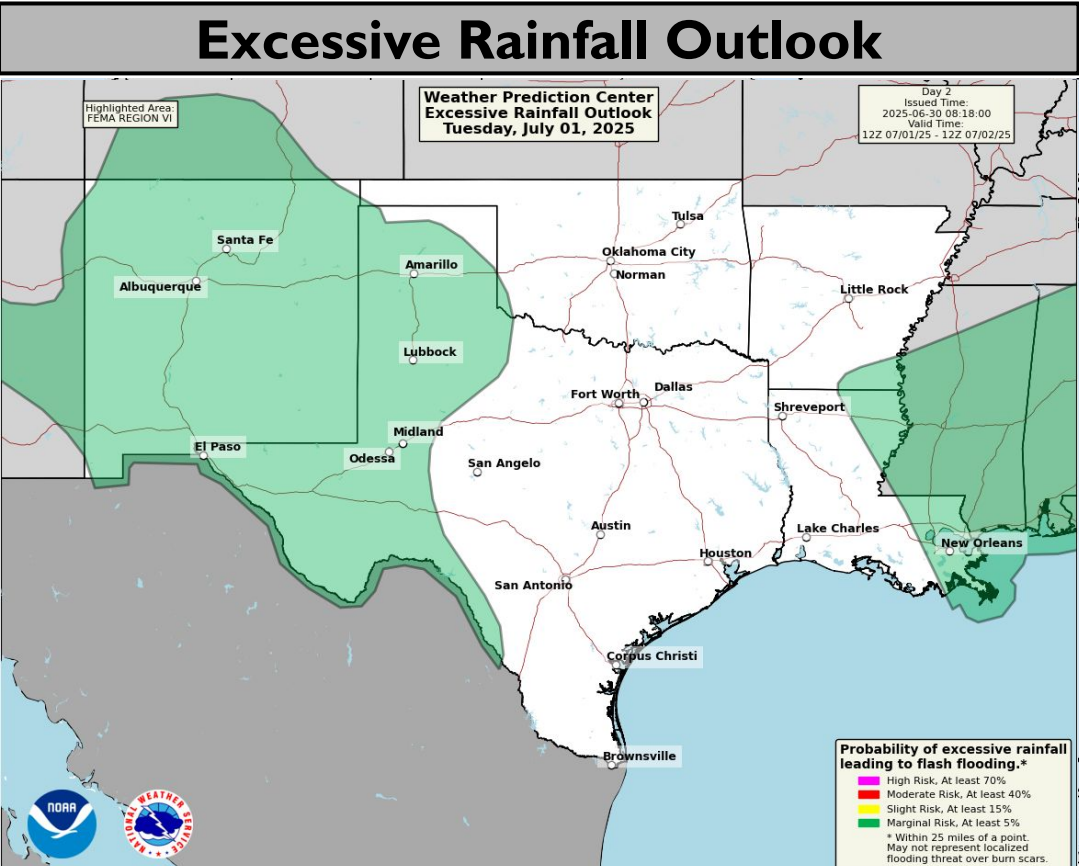 Excessive Rainfall Outlook
Highlighted Area:
FEMA REGION VI
Weather Prediction Center
Excessive Rainfall Outlook
Tuesday, July 01, 2025
Day 2
Issued Time:
2025-06-30 08:18:00
Valid Time:
12Z 07/01/25 - 12Z 07/02/25
Tulsa
Santa Fe
Oklahoma City
Amarillo
Norman
Albuquerque
Little Rock
Lubbock
Fort Worth
Dallas
Shreveport
Midland
El Paso
Odessa
San Angelo
Austin
Lake Charles
New Orleans
Houston
San Antonio
Corpus Christi
Brownsville
Probability of excessive rainfall
leading to flash flooding.*
High Risk, At least 70%
Moderate Risk, At least 40%
Slight Risk, At least 15%
Marginal Risk, At least 5%
* Within 25 miles of a point.
May not represent localized
flooding threat over burn scars.
NOAA
NATIONAL WEATHER SERVICE